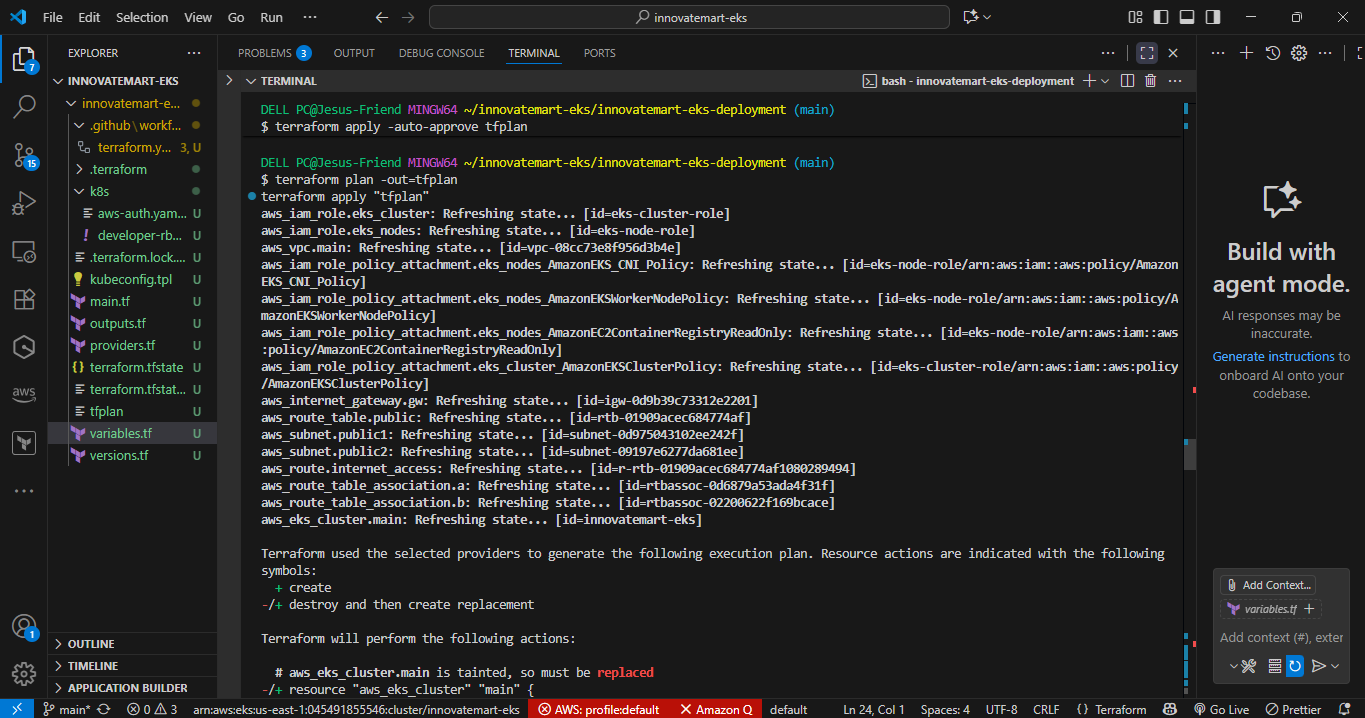 File Edit Selection View Go Run ··· innovatemart-eks
EXPLORER ···
7
INNOVATEMART-EKS
innovatemart-e...
.github\workf...
terraform.y... 3, U
.terraform
k8s
aws-auth.yam... U
developer-rb... U
.terraform.lock.... U
kubeconfig.tpl U
main.tf U
outputs.tf U
providers.tf U
terraform.tfstate U
terraform.tfstat... U
tfplan U
variables.tf U
versions.tf U
15
aws
1
OUTLINE
TIMELINE
APPLICATION BUILDER
PROBLEMS 3 OUTPUT DEBUG CONSOLE TERMINAL PORTS
TERMINAL bash - innovatemart-eks-deployment
DELL PC@Jesus-Friend MINGW64 ~/innovatemart-eks/innovatemart-eks-deployment (main)
$ terraform apply -auto-approve tfplan
DELL PC@Jesus-Friend MINGW64 ~/innovatemart-eks/innovatemart-eks-deployment (main)
$ terraform plan -out=tfplan
terraform apply "tfplan"
aws_iam_role.eks_cluster: Refreshing state... [id=eks-cluster-role]
aws_iam_role.eks_nodes: Refreshing state... [id=eks-node-role]
aws_vpc.main: Refreshing state... [id=vpc-08cc73e8f956d3b4e]
aws_iam_role_policy_attachment.eks_nodes_AmazonEKS_CNI_Policy: Refreshing state... [id=eks-node-role/arn:aws:iam::aws:policy/Amazon
EKS_CNI_Policy]
aws_iam_role_policy_attachment.eks_nodes_AmazonEKSWorkerNodePolicy: Refreshing state... [id=eks-node-role/arn:aws:iam::aws:policy/A
mazonEKSWorkerNodePolicy]
aws_iam_role_policy_attachment.eks_nodes_AmazonEC2ContainerRegistryReadOnly: Refreshing state... [id=eks-node-role/arn:aws:iam::aws
:policy/AmazonEC2ContainerRegistryReadOnly]
aws_iam_role_policy_attachment.eks_cluster_AmazonEKSClusterPolicy: Refreshing state... [id=eks-cluster-role/arn:aws:iam::aws:policy
/AmazonEKSClusterPolicy]
aws_internet_gateway.gw: Refreshing state... [id=igw-0d9b39c73312e2201]
aws_route_table.public: Refreshing state... [id=rtb-01909acec684774af]
aws_subnet.public1: Refreshing state... [id=subnet-0d975043102ee242f]
aws_subnet.public2: Refreshing state... [id=subnet-09197e6277da681ee]
aws_route.internet_access: Refreshing state... [id=r-rtb-01909acec684774af1080289494]
aws_route_table_association.a: Refreshing state... [id=rtbassoc-0d6879a53ada4f31f]
aws_route_table_association.b: Refreshing state... [id=rtbassoc-02200622f169bcace]
aws_eks_cluster.main: Refreshing state... [id=innovatemart-eks]
Terraform used the selected providers to generate the following execution plan. Resource actions are indicated with the following
symbols:
+ create
-/+ destroy and then create replacement
Terraform will perform the following actions:
# aws_eks_cluster.main is tainted, so must be replaced
-/+ resource "aws_eks_cluster" "main" {
Build with
agent mode.
AI responses may be
inaccurate.
Generate instructions to
onboard AI onto your
codebase.
Add Context...
variables.tf +
Add context (#), exter
main* 0 3 arn:aws:eks:us-east-1:045491855546:cluster/innovatemart-eks AWS: profile:default Amazon Q default Ln 24, Col 1 Spaces: 4 UTF-8 CRLF {} Terraform Go Live Prettier